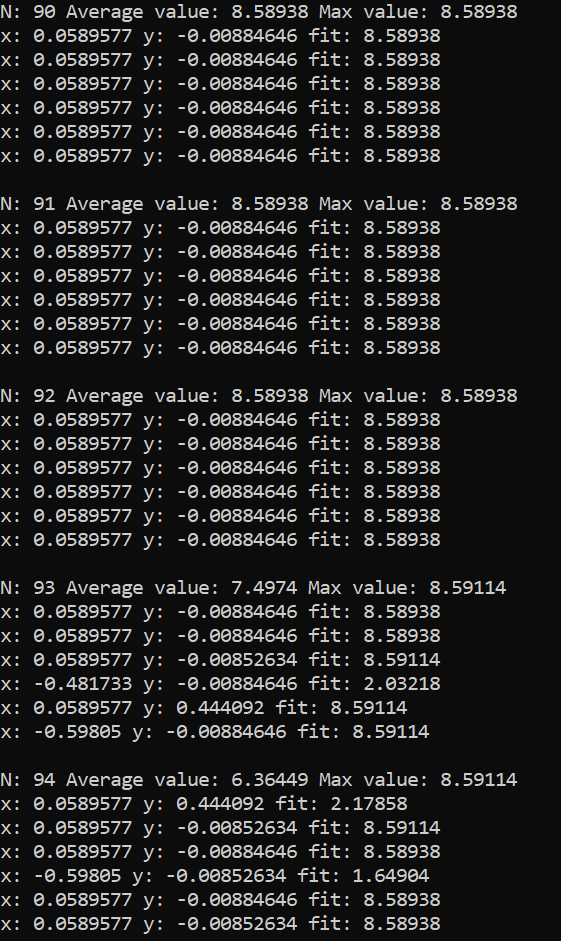 N: 90 Average value: 8.58938 Max value: 8.58938
x: 0.0589577 y: -0.00884646 fit: 8.58938
x: 0.0589577 y: -0.00884646 fit: 8.58938
x: 0.0589577 y: -0.00884646 fit: 8.58938
x: 0.0589577 y: -0.00884646 fit: 8.58938
x: 0.0589577 y: -0.00884646 fit: 8.58938
x: 0.0589577 y: -0.00884646 fit: 8.58938
N: 91 Average value: 8.58938 Max value: 8.58938
x: 0.0589577 y: -0.00884646 fit: 8.58938
x: 0.0589577 y: -0.00884646 fit: 8.58938
x: 0.0589577 y: -0.00884646 fit: 8.58938
x: 0.0589577 y: -0.00884646 fit: 8.58938
x: 0.0589577 y: -0.00884646 fit: 8.58938
x: 0.0589577 y: -0.00884646 fit: 8.58938
N: 92 Average value: 8.58938 Max value: 8.58938
x: 0.0589577 y: -0.00884646 fit: 8.58938
x: 0.0589577 y: -0.00884646 fit: 8.58938
x: 0.0589577 y: -0.00884646 fit: 8.58938
x: 0.0589577 y: -0.00884646 fit: 8.58938
x: 0.0589577 y: -0.00884646 fit: 8.58938
x: 0.0589577 y: -0.00884646 fit: 8.58938
N: 93 Average value: 7.4974 Max value: 8.59114
x: 0.0589577 y: -0.00884646 fit: 8.58938
x: 0.0589577 y: -0.00884646 fit: 8.58938
x: 0.0589577 y: -0.00852634 fit: 8.59114
x: -0.481733 y: -0.00884646 fit: 2.03218
x: 0.0589577 y: 0.444092 fit: 8.59114
x: -0.59805 y: -0.00884646 fit: 8.59114
N: 94 Average value: 6.36449 Max value: 8.59114
x: 0.0589577 y: 0.444092 fit: 2.17858
x: 0.0589577 y: -0.00852634 fit: 8.59114
x: 0.0589577 y: -0.00884646 fit: 8.58938
x: -0.59805 y: -0.00852634 fit: 1.64904
x: 0.0589577 y: -0.00884646 fit: 8.58938
x: 0.0589577 y: -0.00852634 fit: 8.58938